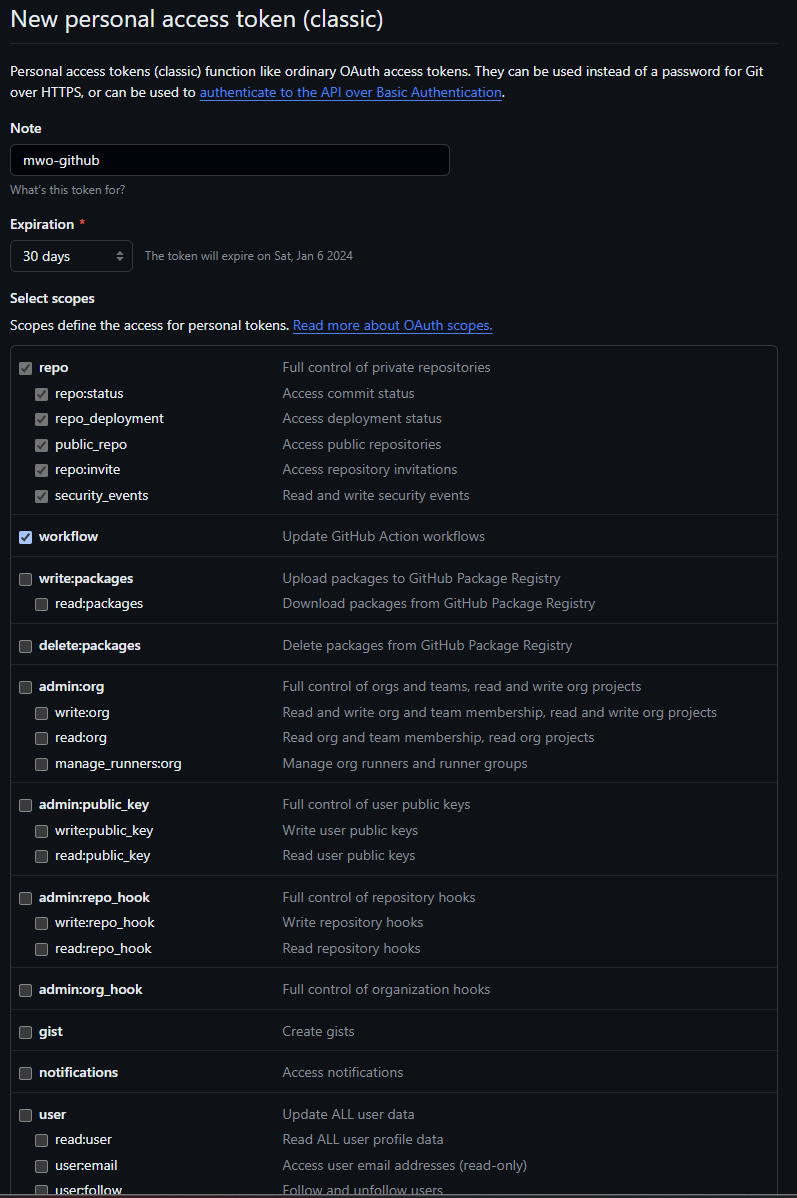 New personal access token (classic)
Personal access tokens (classic) function like ordinary OAuth access tokens. They can be used instead of a password for Git
over HTTPS, or can be used to authenticate to the API over Basic Authentication.
Note
mwo-github
What's this token for?
Expiration *
30 days The token will expire on Sat, Jan 6 2024
Select scopes
Scopes define the access for personal tokens. Read more about OAuth scopes.
repo Full control of private repositories
repo:status Access commit status
repo_deployment Access deployment status
public_repo Access public repositories
repo:invite Access repository invitations
security_events Read and write security events
workflow Update GitHub Action workflows
write:packages Upload packages to GitHub Package Registry
read:packages Download packages from GitHub Package Registry
delete:packages Delete packages from GitHub Package Registry
admin:org Full control of orgs and teams, read and write org projects
write:org Read and write org and team membership, read and write org projects
read:org Read org and team membership, read org projects
manage_runners:org Manage org runners and runner groups
admin:public_key Full control of user public keys
write:public_key Write user public keys
read:public_key Read user public keys
admin:repo_hook Full control of repository hooks
write:repo_hook Write repository hooks
read:repo_hook Read repository hooks
admin:org_hook Full control of organization hooks
gist Create gists
notifications Access notifications
user Update ALL user data
read:user Read ALL user profile data
user:email Access user email addresses (read-only)
user:follow Follow and unfollow users